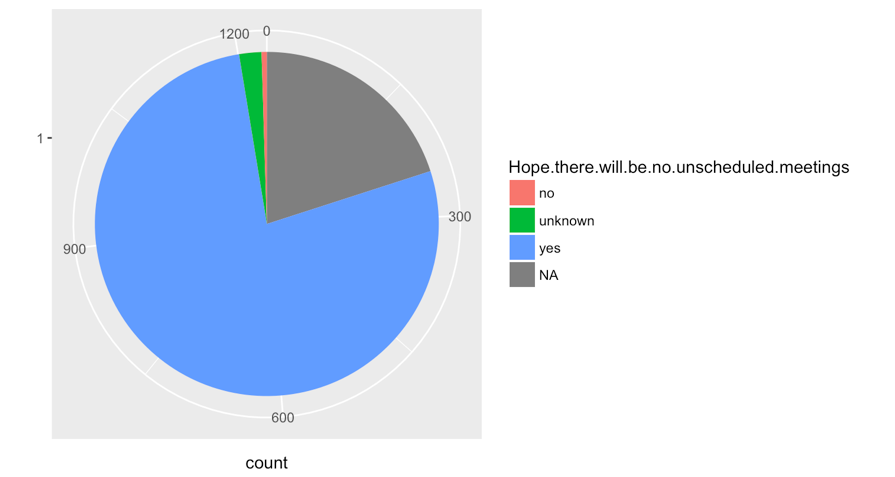 1200
0
1
300
900
600
count
Hope.there.will.be.no.unscheduled.meetings
no
unknown
yes
NA